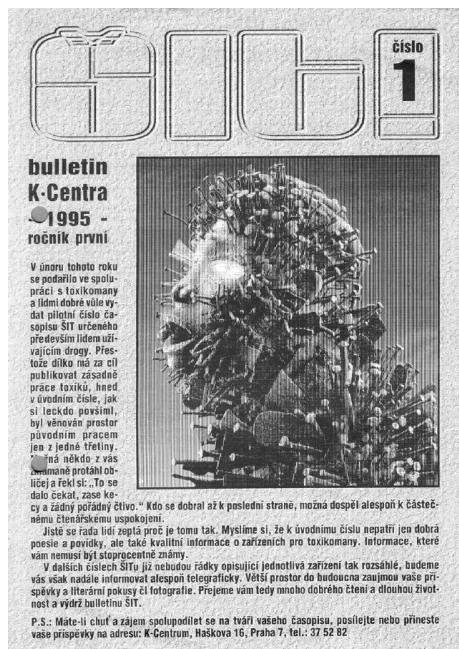 ŠIT!
číslo
1
bulletin
K·Centra
- 1995 -
ročník první
V únoru tohoto roku
se podařilo ve spolu-
práci s toxikomany
a lidmi dobré vůle vy-
dat pilotní číslo ča-
sopisu ŠIT určeného
především lidem uží-
vajícím drogy. Přes-
tože dílko má za cíl
publikovat zásadně
práce toxiků, hned
v úvodním čísle, jak
si leckdo povšiml,
byl věnován prostor
původním pracem
jen z jedné třetiny.
Možná někdo z vás
zklamaně protáhl ob-
ličej a řekl si: „To se
dalo čekat, zase ke-
cy a žádný pořádný čtivo.“ Kdo se dobral až k poslední straně, možná dospěl alespoň k částeč-
nému čtenářskému uspokojení.
Jistě se řada lidí zeptá proč je tomu tak. Myslíme si, že k úvodnímu číslu nepatří jen dobrá
poesie a povídky, ale také kvalitní informace o zařízeních pro toxikomany. Informace, které
vám nemusí být stoprocentně známy.
V dalších číslech ŠITu již nebudou řádky opisující jednotlivá zařízení tak rozsáhlé, budeme
vás však nadále informovat alespoň telegraficky. Větší prostor do budoucna zaujmou vaše pří-
spěvky a literární pokusy či fotografie. Přejeme vám tedy mnoho dobrého čtení a dlouhou život-
nost a výdrž bulletinu ŠIT.
P.S.: Máte-li chuť a zájem spolupodílet se na tváři vašeho časopisu, posílejte nebo přineste
vaše příspěvky na adresu: K-Centrum, Haškova 16, Praha 7, tel.: 37 52 82